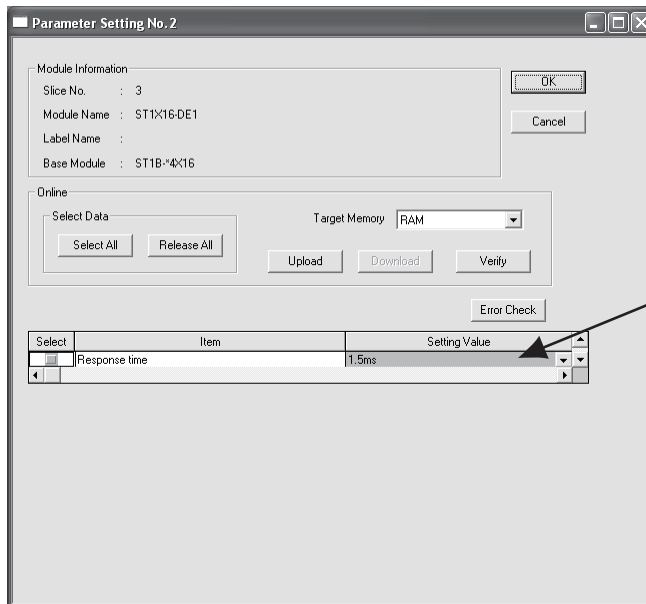 Parameter Setting No.2
Module Information
Slice No. : 3
Module Name : ST1X16-DE1
Label Name :
Base Module : ST1B-*4X16
OK
Cancel
Online
Select Data
Select All
Release All
Target Memory RAM
Upload
Download
Verify
Error Check
Select Item Setting Value
Response time 1.5ms